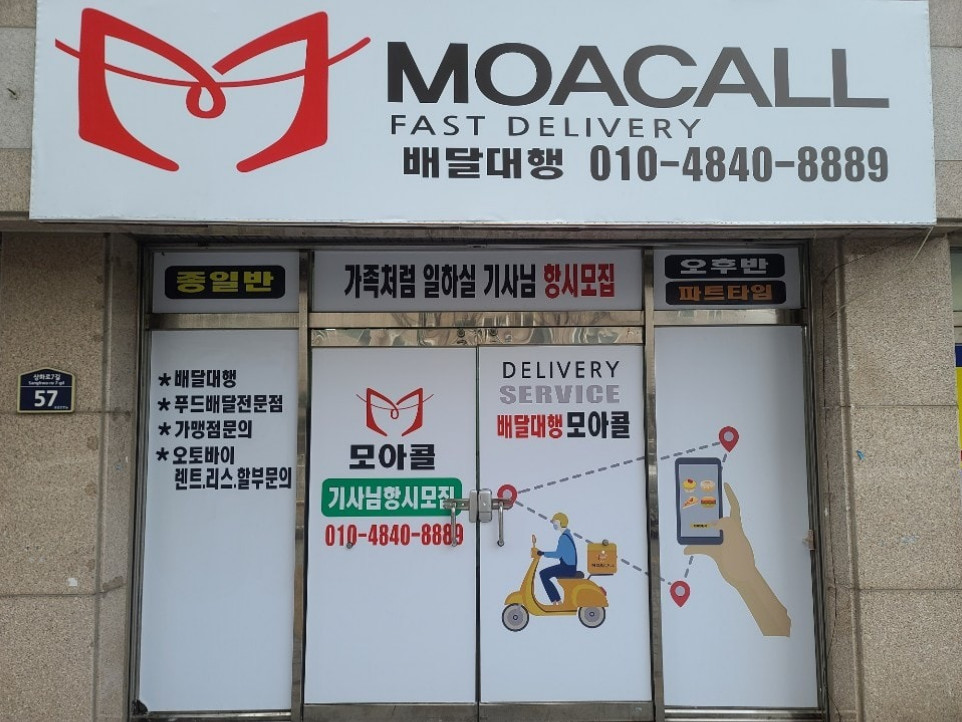 MOACALL
FAST DELIVERY
배달대행 010-4840-8889
종일반
가족처럼 일하실 기사님 항시모집
오후반
파트타임
57
*배달대행
*푸드배달전문점
*가맹점문의
*오토바이
렌트.리스.할부문의
모아콜
기사님항시모집
010-4840-8889
DELIVERY
SERVICE
배달대행 모아콜